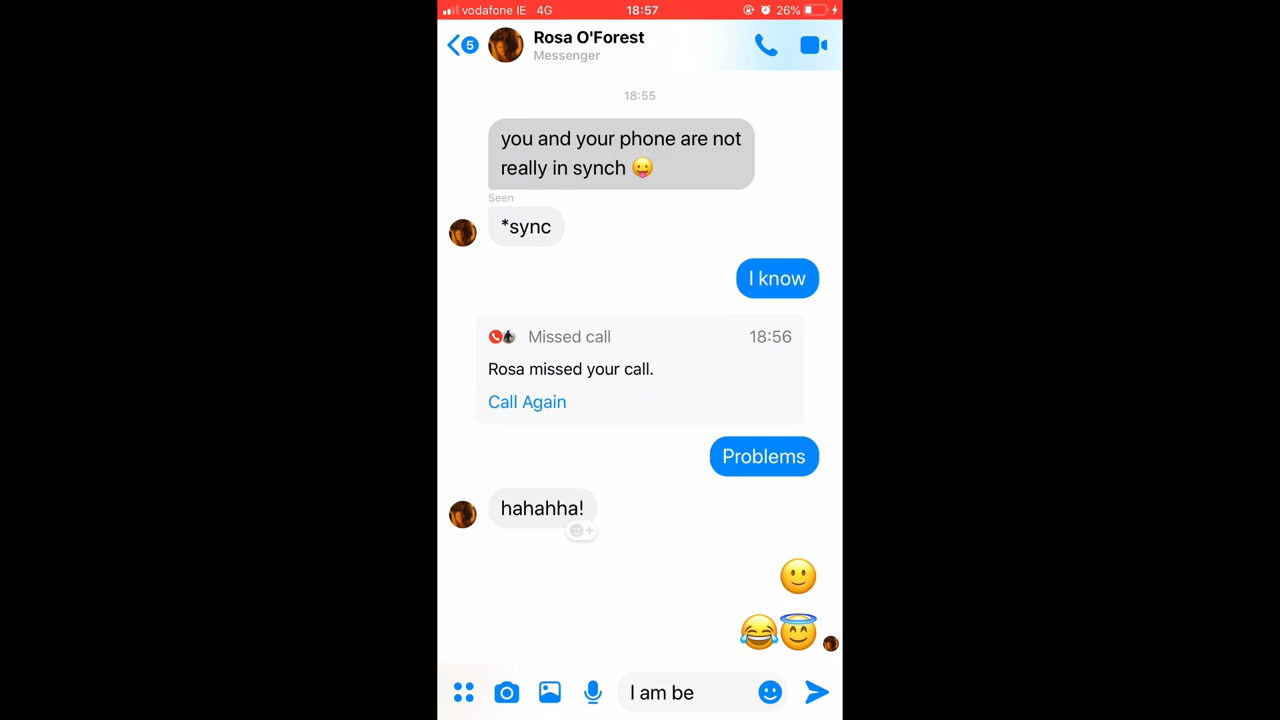 vodafone IE 4G 18:57 26%
5 Rosa O'Forest
Messenger
18:55
you and your phone are not
really in synch 😛
Seen
*sync
I know
Missed call 18:56
Rosa missed your call.
Call Again
Problems
hahahha!
I am be